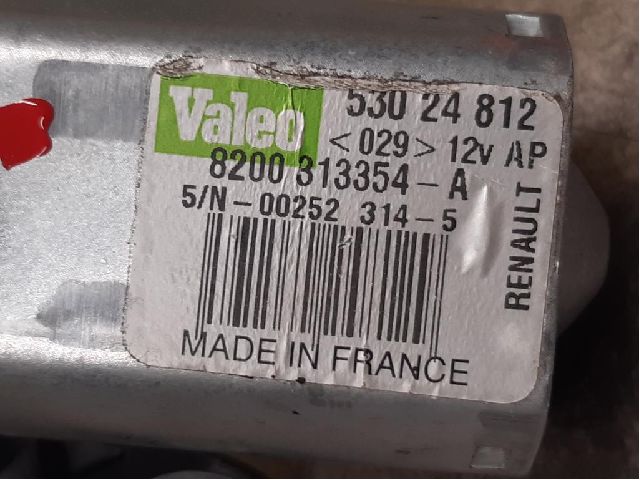 Valeo
530 24 812
<029> 12v AP
8200 313354-A
S/N-00252 314-5
RENAULT
MADE IN FRANCE